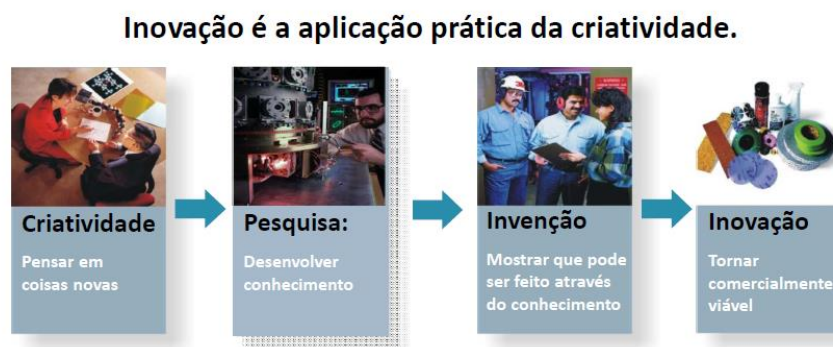 Inovação é a aplicação prática da criatividade.
Criatividade
Pensar em
coisas novas
Pesquisa:
Desenvolver
conhecimento
Invenção
Mostrar que pode
ser feito através
do conhecimento
Inovação
Tornar
comercialmente
viável